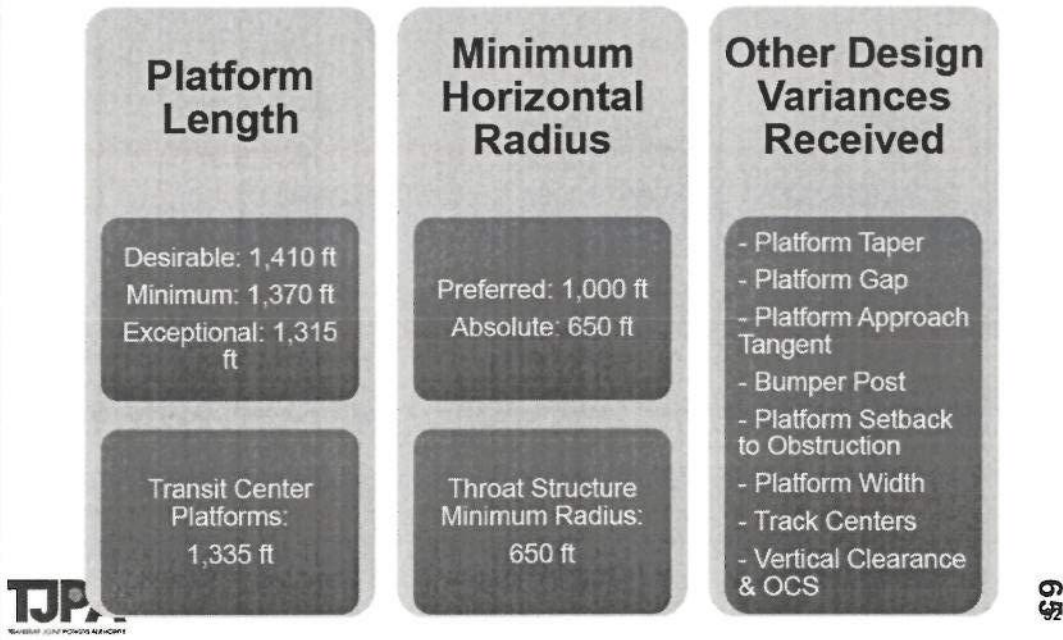 Platform
Length
Desirable: 1,410 ft
Minimum: 1,370 ft
Exceptional: 1,315
ft
Transit Center
Platforms:
1,335 ft
Minimum
Horizontal
Radius
Preferred: 1,000 ft
Absolute: 650 ft
Throat Structure
Minimum Radius:
650 ft
Other Design
Variances
Received
- Platform Taper
- Platform Gap
- Platform Approach
Tangent
- Bumper Post
- Platform Setback
to Obstruction
- Platform Width
- Track Centers
- Vertical Clearance
& OCS
TJPA